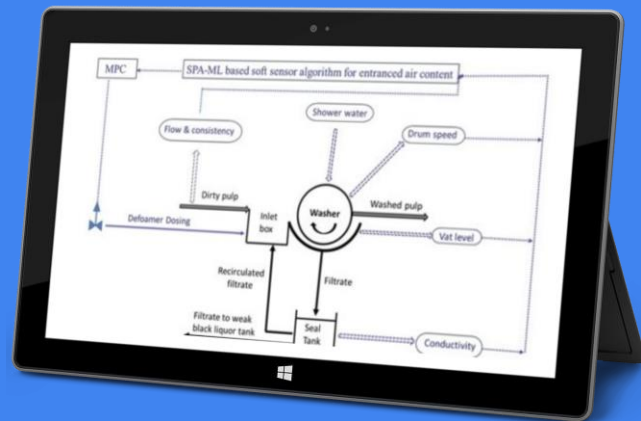 MPC
SPA-ML based soft sensor algorithm for entranced air content
Shower water
Flow & consistency
Drum speed
Dirty pulp
Washed pulp
Inlet
box
Washer
Defoamer Dosing
Vat level
Recirculated
filtrate
Filtrate
Filtrate to weak
black liquor tank
Seal
Tank
Conductivity